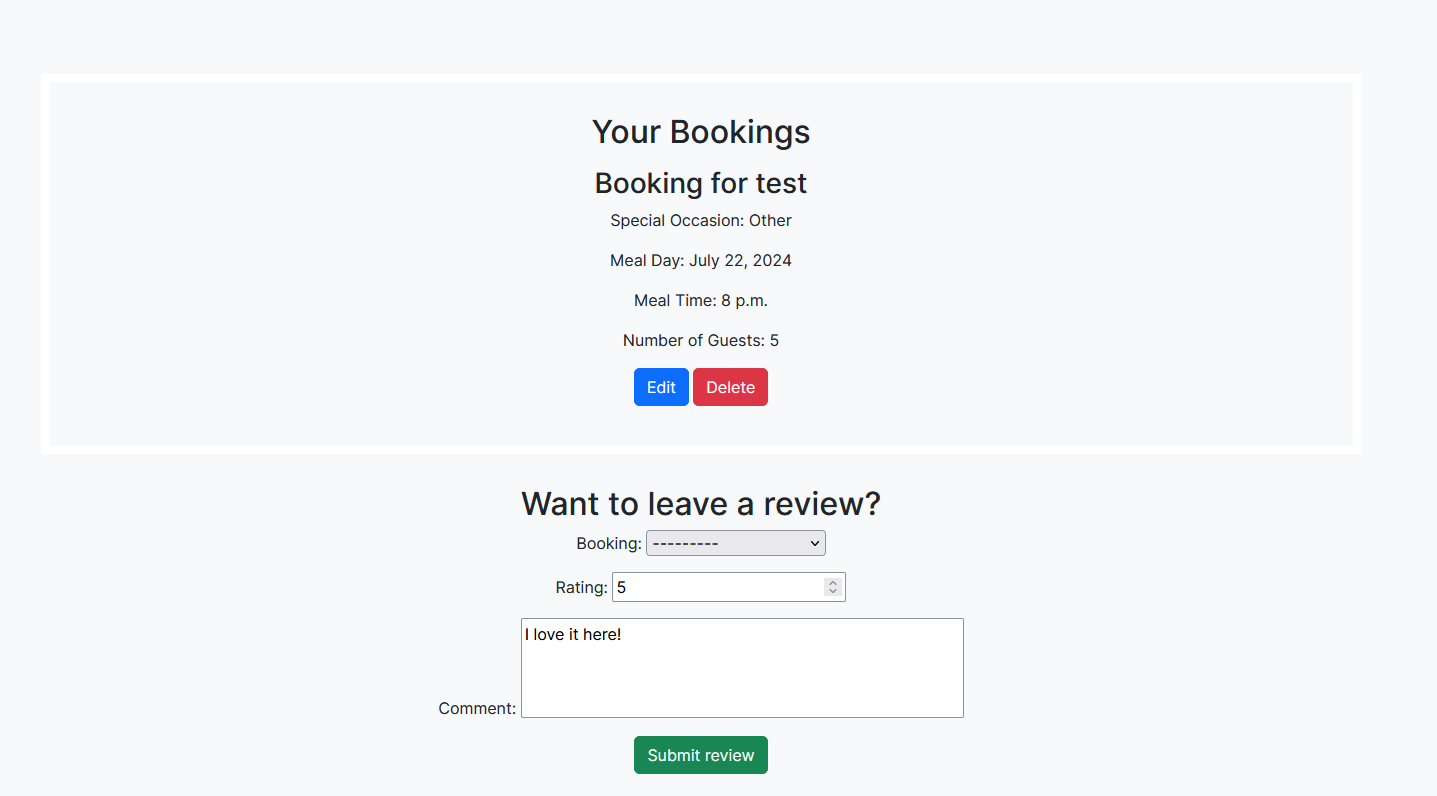 Your Bookings
Booking for test
Special Occasion: Other
Meal Day: July 22, 2024
Meal Time: 8 p.m.
Number of Guests: 5
Edit Delete
Want to leave a review?
Booking: ---------
Rating: 5
I love it here!
Comment:
Submit review